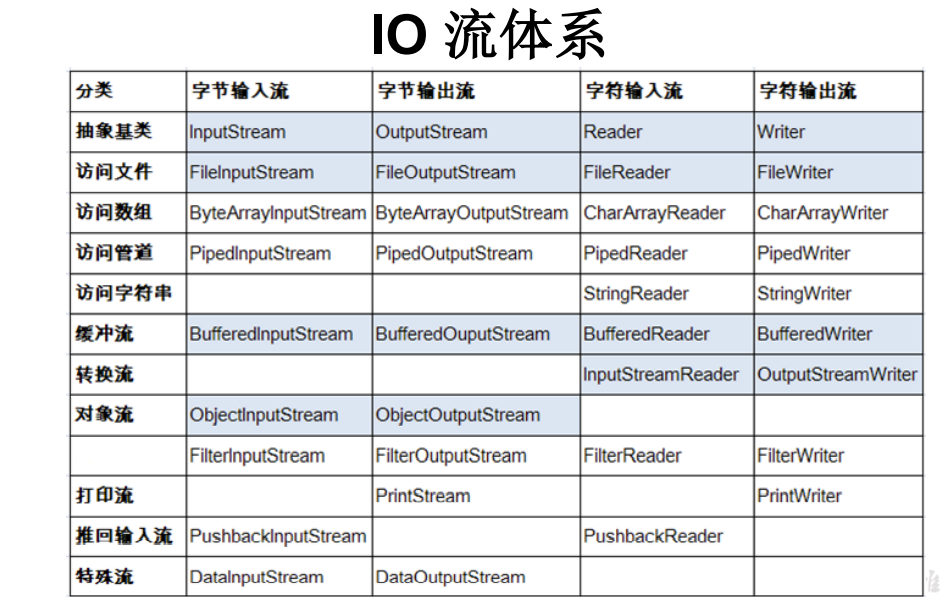 IO 流体系
分类 字节输入流 字节输出流 字符输入流 字符输出流
抽象基类 InputStream OutputStream Reader Writer
访问文件 FileInputStream FileOutputStream FileReader FileWriter
访问数组 ByteArrayInputStream ByteArrayOutputStream CharArrayReader CharArrayWriter
访问管道 PipedInputStream PipedOutputStream PipedReader PipedWriter
访问字符串 StringReader StringWriter
缓冲流 BufferedInputStream BufferedOuputStream BufferedReader BufferedWriter
转换流 InputStreamReader OutputStreamWriter
对象流 ObjectInputStream ObjectOutputStream
FilterInputStream FilterOutputStream FilterReader FilterWriter
打印流 PrintStream PrintWriter
推回输入流 PushbackInputStream PushbackReader
特殊流 DataInputStream DataOutputStream